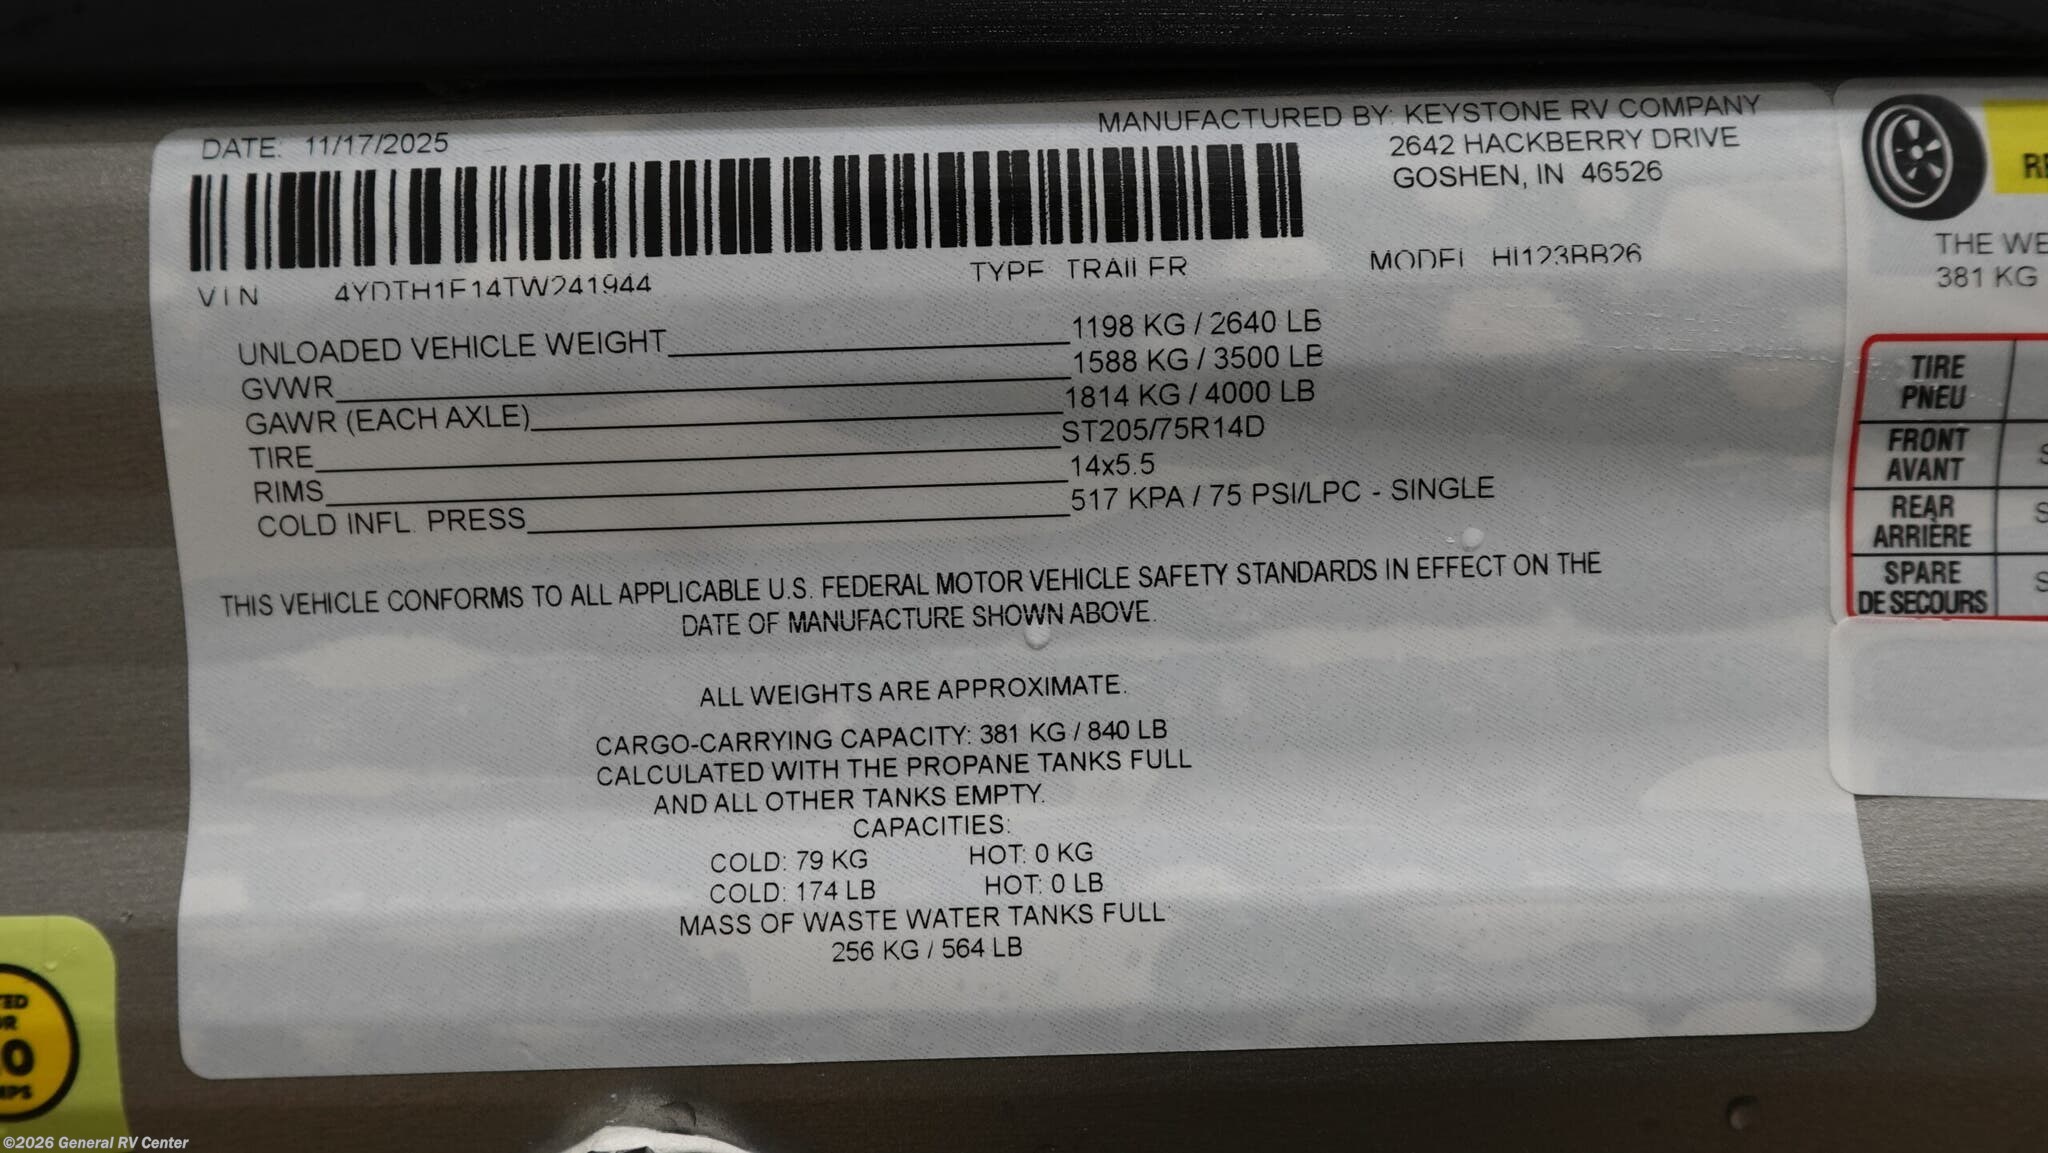 DATE: 11/17/2025
MANUFACTURED BY: KEYSTONE RV COMPANY
2642 HACKBERRY DRIVE
GOSHEN, IN 46526
VIN 4YDTH1F14TW241944
TYPE TRAILER
MODEL HI123BB26
UNLOADED VEHICLE WEIGHT 1198 KG / 2640 LB
GVWR 1588 KG / 3500 LB
GAWR (EACH AXLE) 1814 KG / 4000 LB
TIRE ST205/75R14D
RIMS 14x5.5
COLD INFL. PRESS 517 KPA / 75 PSI/LPC - SINGLE
THIS VEHICLE CONFORMS TO ALL APPLICABLE U.S. FEDERAL MOTOR VEHICLE SAFETY STANDARDS IN EFFECT ON THE
DATE OF MANUFACTURE SHOWN ABOVE.
ALL WEIGHTS ARE APPROXIMATE.
CARGO-CARRYING CAPACITY: 381 KG / 840 LB
CALCULATED WITH THE PROPANE TANKS FULL
AND ALL OTHER TANKS EMPTY.
CAPACITIES:
COLD: 79 KG HOT: 0 KG
COLD: 174 LB HOT: 0 LB
MASS OF WASTE WATER TANKS FULL
256 KG / 564 LB
THE
381 KG
TIRE
PNEU
FRONT
AVANT
REAR
ARRIÈRE
SPARE
DE SECOURS
©2026 General RV Center